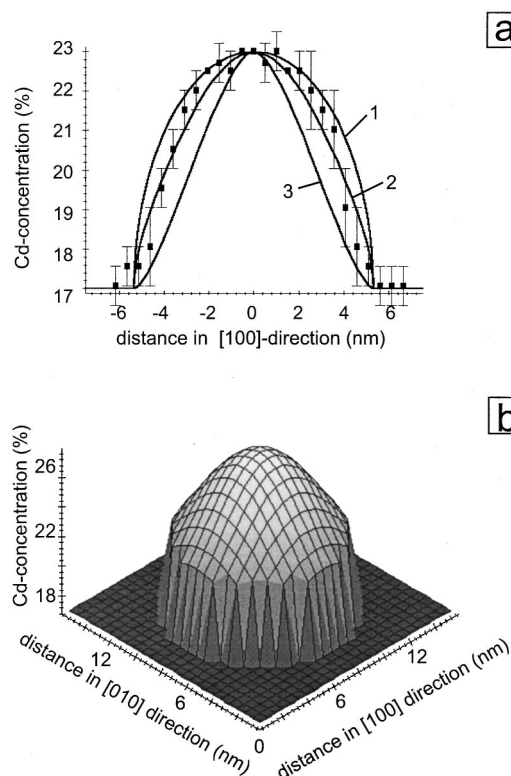 a
Cd-concentration (%)
23
22
21
20
19
18
17
1
2
3
-6 -4 -2 0 2 4 6
distance in [100]-direction (nm)
b
Cd-concentration (%)
26
22
18
12
6
0
6
12
distance in [010] direction (nm)
distance in [100] direction (nm)